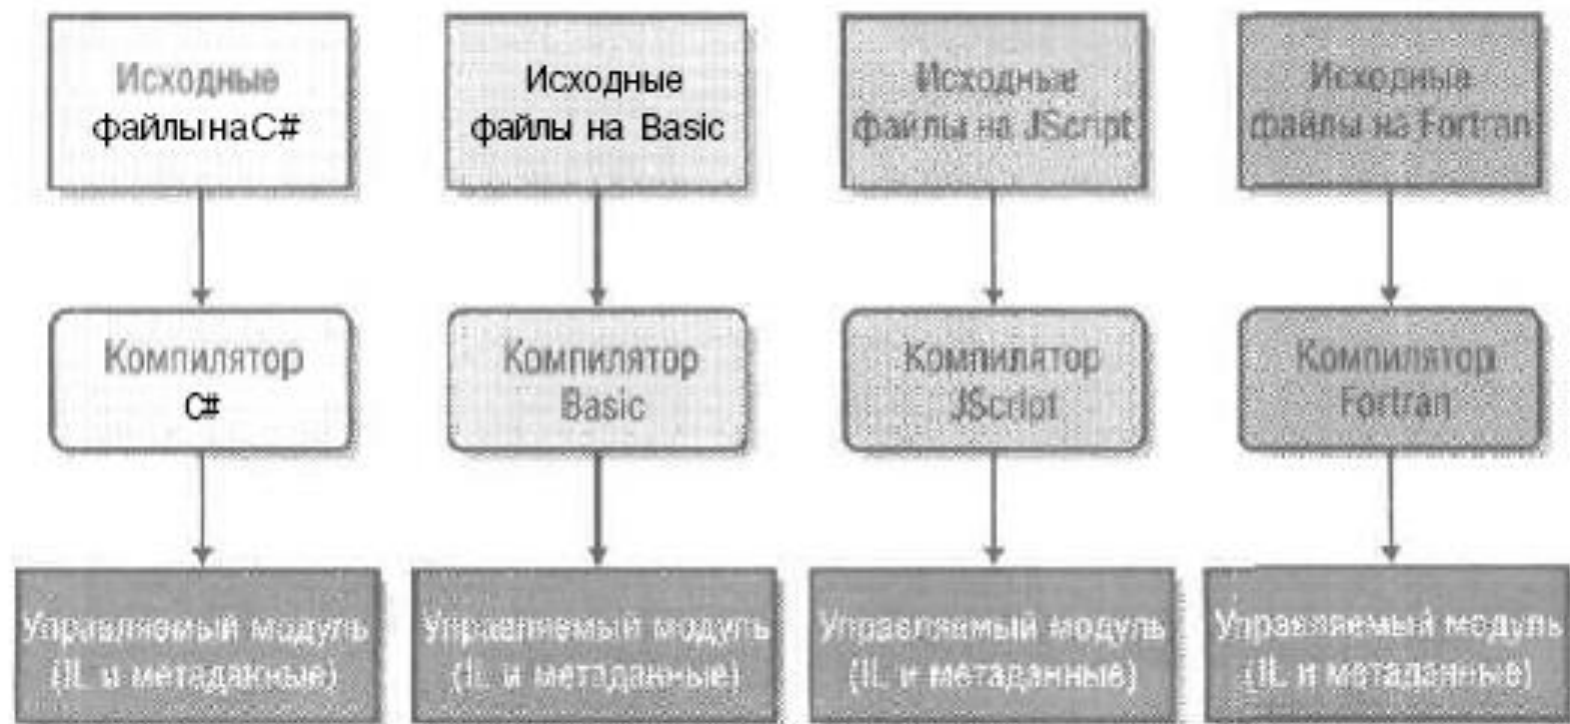 Исходные
файлы на C#
Исходные
файлы на Basic
Исходные
файлы на JScript
Исходные
файлы на Fortran
Компилятор
C#
Компилятор
Basic
Компилятор
JScript
Компилятор
Fortran
Управляемый модуль
(IL и метаданные)
Управляемый модуль
(IL и метаданные)
Управляемый модуль
(IL и метаданные)
Управляемый модуль
(IL и метаданные)